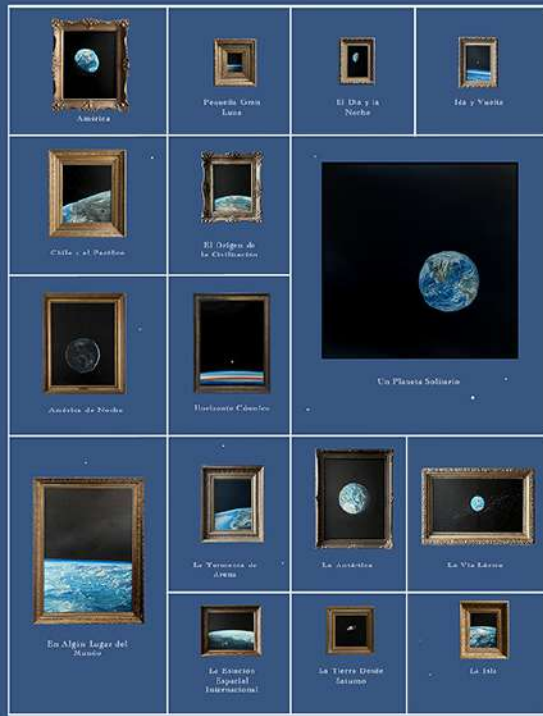 América
Pequeña Gran
Luna
El Día y la
Noche
Ida y Vuelta
Chile y el Pacífico
El Origen de
la Civilización
Un Planeta Solitario
América de Noche
Horizonte Cósmico
En Algún Lugar del
Mundo
La Tormenta de
Arena
La Antártica
La Vía Láctea
La Estación
Espacial
Internacional
La Tierra Desde
Saturno
La Isla